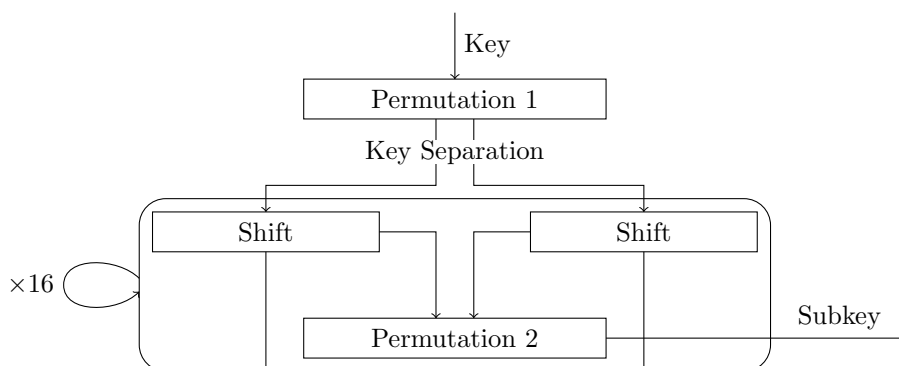 Key
Permutation 1
Key Separation
Shift
Shift
×16
Subkey
Permutation 2